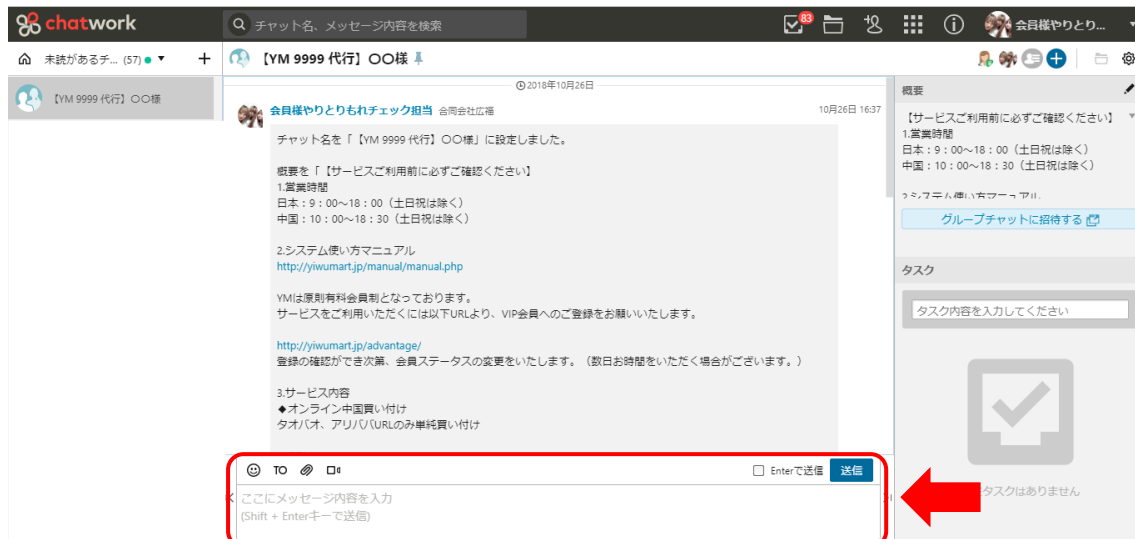 chatwork
チャット名、メッセージ内容を検索
83
会員様やりとり...
未読があるチ... (57)
【YM 9999 代行】〇〇様
【YM 9999 代行】〇〇様
2018年10月26日
会員様やりとりもれチェック担当 合同会社広福
10月26日 16:37
チャット名を「【YM 9999 代行】〇〇様」に設定しました。
概要を「【サービスご利用前に必ずご確認ください】
1.営業時間
日本：9：00～18：00（土日祝は除く）
中国：10：00～18：30（土日祝は除く）
2.システム使い方マニュアル
http://yiwumart.jp/manual/manual.php
YMは原則有料会員制となっております。
サービスをご利用いただくには以下URLより、VIP会員へのご登録をお願いいたします。
http://yiwumart.jp/advantage/
登録の確認ができ次第、会員ステータスの変更をいたします。（数日お時間をいただく場合がございます。）
3.サービス内容
◆オンライン中国買い付け
タオバオ、アリババURLのみ単純買い付け
TO
Enterで送信
送信
ここにメッセージ内容を入力
(Shift + Enterキーで送信)
概要
【サービスご利用前に必ずご確認ください】
1.営業時間
日本：9：00～18：00（土日祝は除く）
中国：10：00～18：30（土日祝は除く）
2.システム使い方マニュアル
グループチャットに招待する
タスク
タスク内容を入力してください
タスクはありません